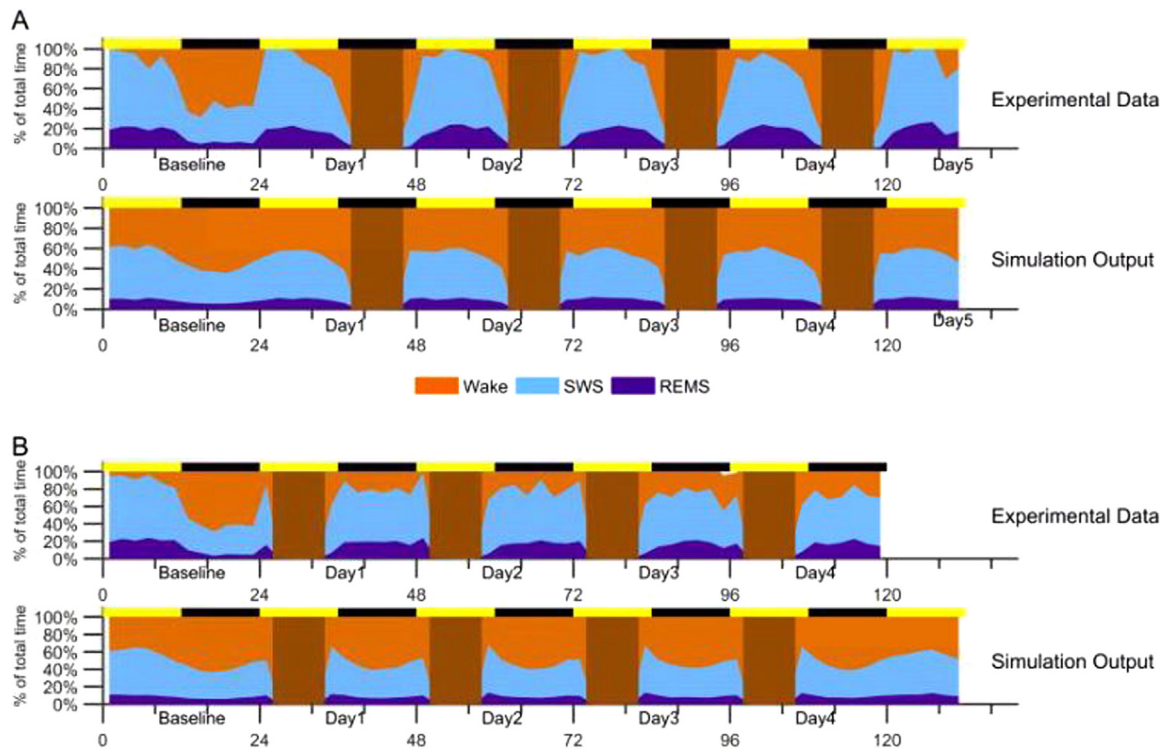 A
% of total time
100%
80%
60%
40%
20%
0%
Experimental Data
Baseline Day1 Day2 Day3 Day4 Day5
0 24 48 72 96 120
% of total time
100%
80%
60%
40%
20%
0%
Simulation Output
Baseline Day1 Day2 Day3 Day4 Day5
0 24 48 72 96 120
Wake SWS REMS
B
% of total time
100%
80%
60%
40%
20%
0%
Experimental Data
Baseline Day1 Day2 Day3 Day4
0 24 48 72 96 120
% of total time
100%
80%
60%
40%
20%
0%
Simulation Output
Baseline Day1 Day2 Day3 Day4
0 24 48 72 96 120